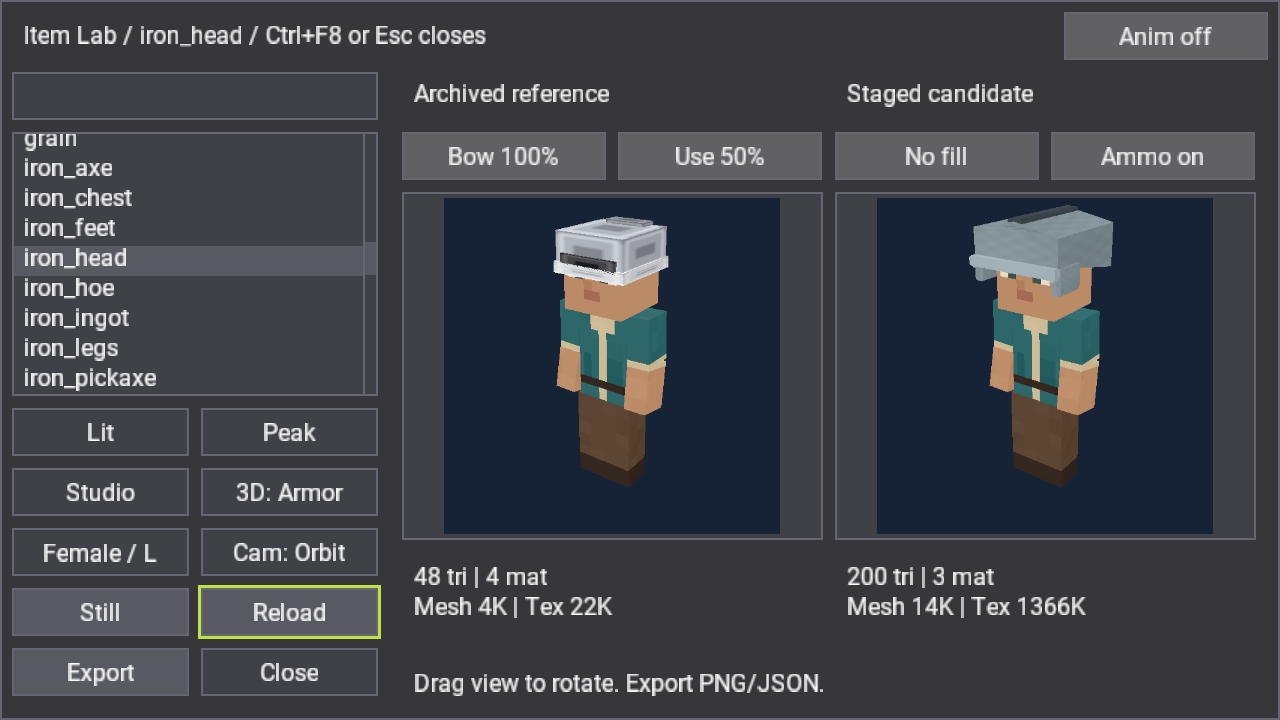 Item Lab / iron_head / Ctrl+F8 or Esc closes
Anim off
Archived reference
Staged candidate
Bow 100%
Use 50%
No fill
Ammo on
grain
iron_axe
iron_chest
iron_feet
iron_head
iron_hoe
iron_ingot
iron_legs
iron_pickaxe
Lit
Peak
Studio
3D: Armor
Female / L
Cam: Orbit
Still
Reload
Export
Close
48 tri | 4 mat
Mesh 4K | Tex 22K
200 tri | 3 mat
Mesh 14K | Tex 1366K
Drag view to rotate. Export PNG/JSON.